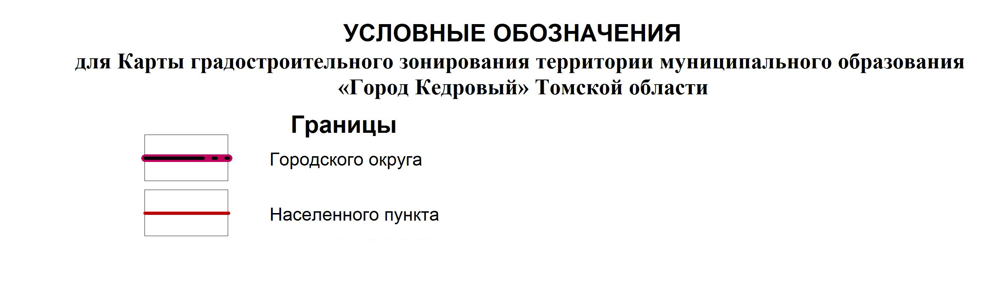 УСЛОВНЫЕ ОБОЗНАЧЕНИЯ
для Карты градостроительного зонирования территории муниципального образования
«Город Кедровый» Томской области
Границы
Городского округа
Населенного пункта